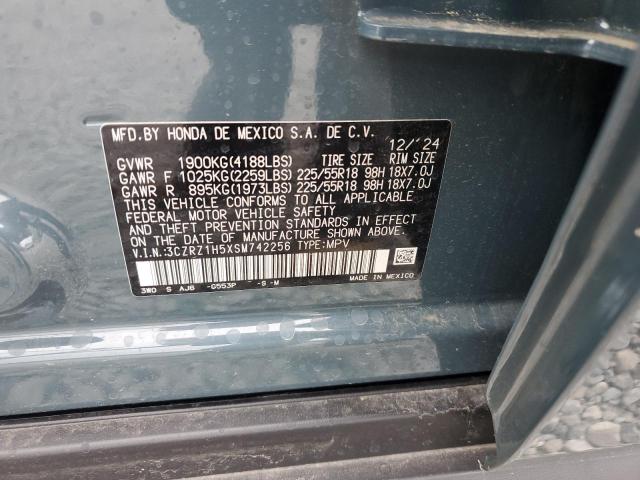 MFD.BY HONDA DE MEXICO S.A. DE C.V. 12/'24
GVWR 1900KG(4188LBS) TIRE SIZE RIM SIZE
GAWR F 1025KG(2259LBS) 225/55R18 98H 18X7.0J
GAWR R 895KG(1973LBS) 225/55R18 98H 18X7.0J
THIS VEHICLE CONFORMS TO ALL APPLICABLE
FEDERAL MOTOR VEHICLE SAFETY
AND THEFT PREVENTION STANDARDS IN EFFECT
ON THE DATE OF MANUFACTURE SHOWN ABOVE.
V.I.N.:3CZRZ1H5XSM742256 TYPE:MPV
3W0 S AJ6 -G553P -S-M
MADE IN MEXICO